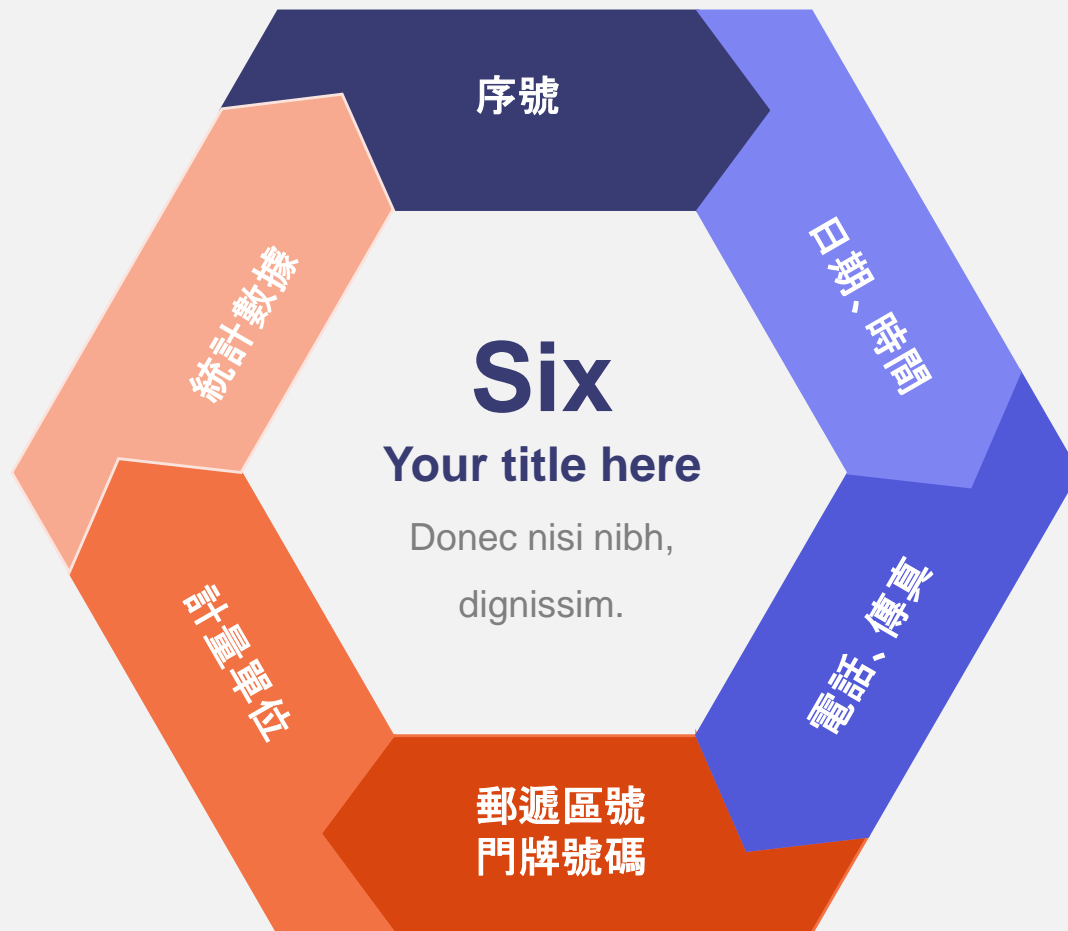 序號
日期、時間
電話、傳真
郵遞區號
門牌號碼
計量單位
統計數據
Six
Your title here
Donec nisi nibh,
dignissim.